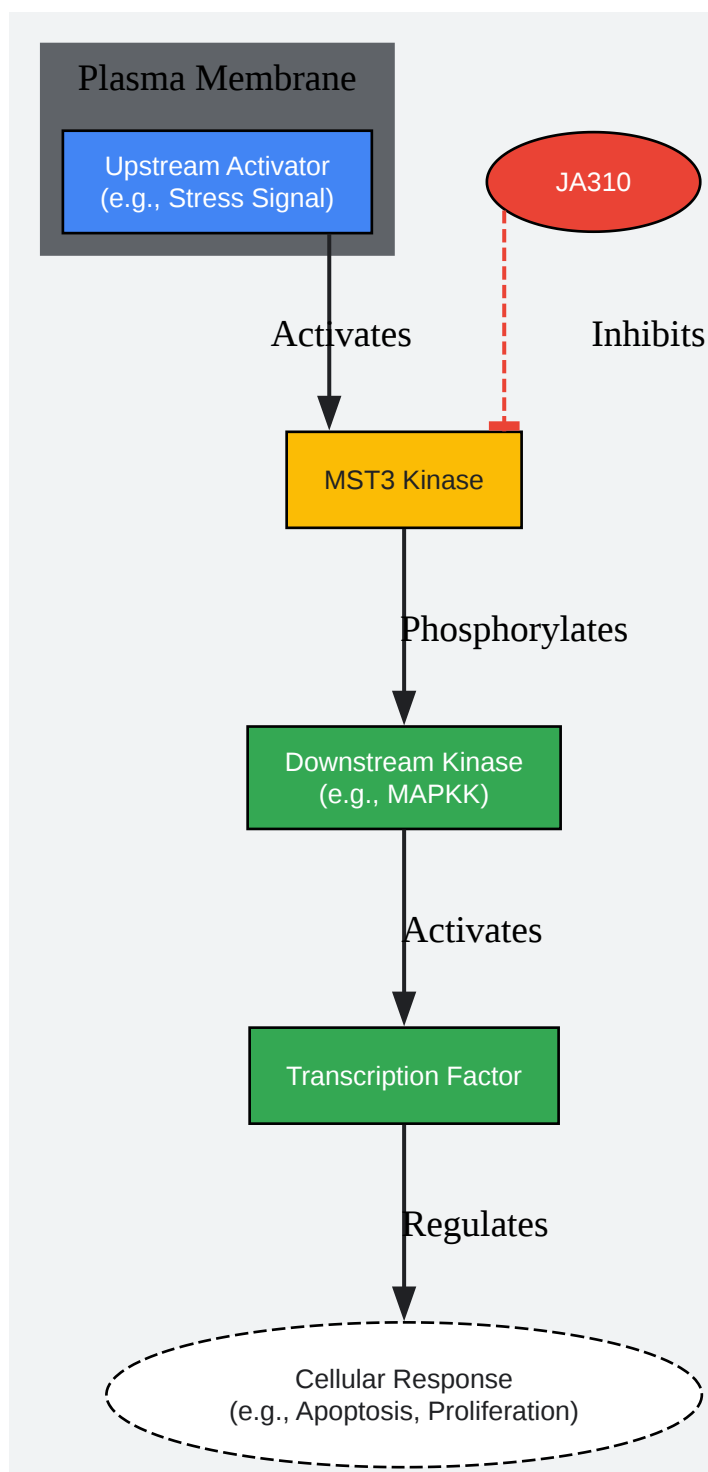 Plasma Membrane
Upstream Activator
(e.g., Stress Signal)
JA310
Activates
Inhibits
MST3 Kinase
Phosphorylates
Downstream Kinase
(e.g., MAPKK)
Activates
Transcription Factor
Regulates
Cellular Response
(e.g., Apoptosis, Proliferation)